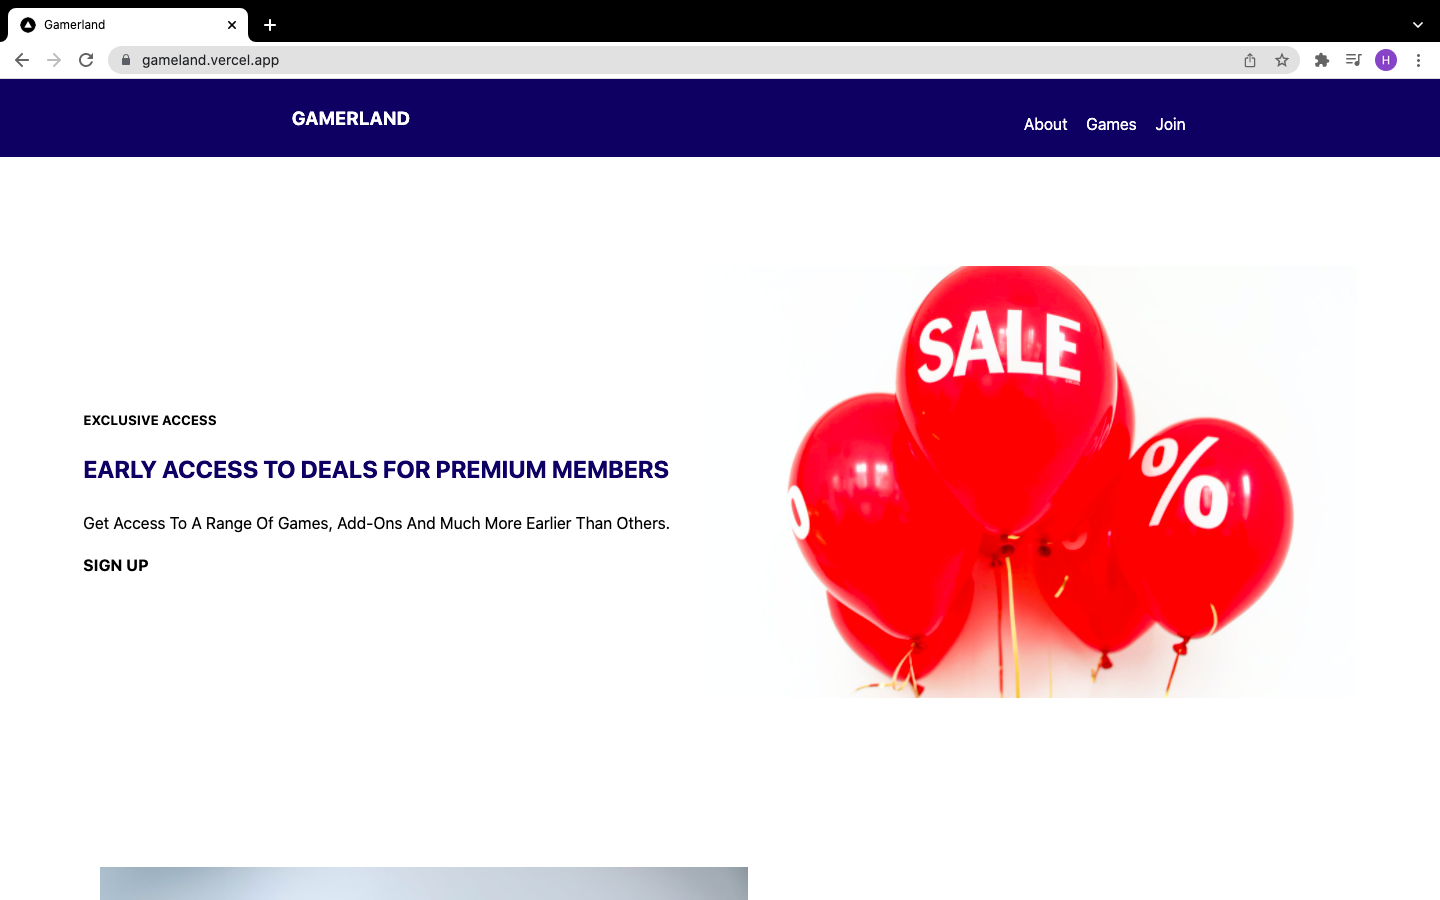 Gamerland
gameland.vercel.app
H
GAMERLAND
About Games Join
EXCLUSIVE ACCESS
EARLY ACCESS TO DEALS FOR PREMIUM MEMBERS
Get Access To A Range Of Games, Add-Ons And Much More Earlier Than Others.
SIGN UP
SALE
%